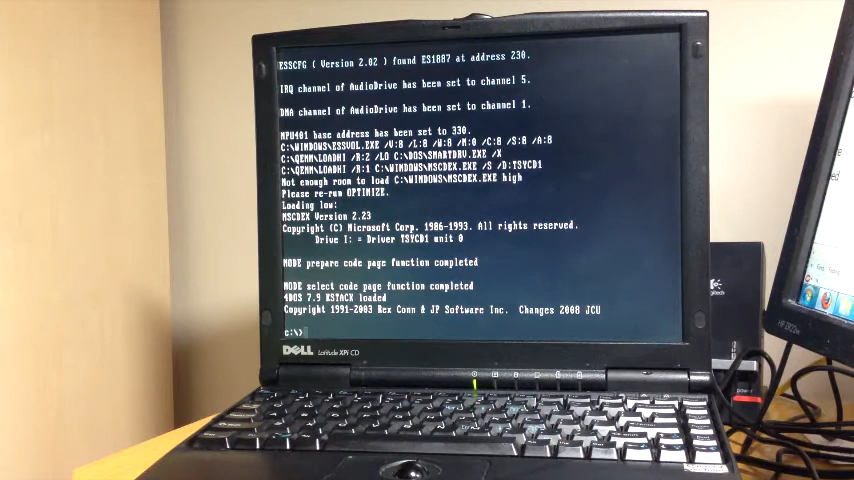 ESSCFG ( Version 2.02 ) found ES1887 at address 230.
IRQ channel of AudioDrive has been set to channel 5.
DMA channel of AudioDrive has been set to channel 1.
MPU401 base address has been set to 330.
C:\WINDOWS\ESSVOL.EXE /V:8 /L:8 /W:8 /M:0 /C:8 /S:8 /A:8
C:\QEMM\LOADHI /R:2 /LO C:\DOS\SMARTDRV.EXE /X
C:\QEMM\LOADHI /R:1 C:\WINDOWS\MSCDEX.EXE /S /D:TSYCD1
Not enough room to load C:\WINDOWS\MSCDEX.EXE high
Please re-run OPTIMIZE.
Loading low:
MSCDEX Version 2.23
Copyright (C) Microsoft Corp. 1986-1993. All rights reserved.
Drive I: = Driver TSYCD1 unit 0
MODE prepare code page function completed
MODE select code page function completed
4DOS 7.9 KSTACK loaded
Copyright 1991-2003 Rex Conn & JP Software Inc. Changes 2008 JCU
c:\>
DELL Latitude XPi CD
power